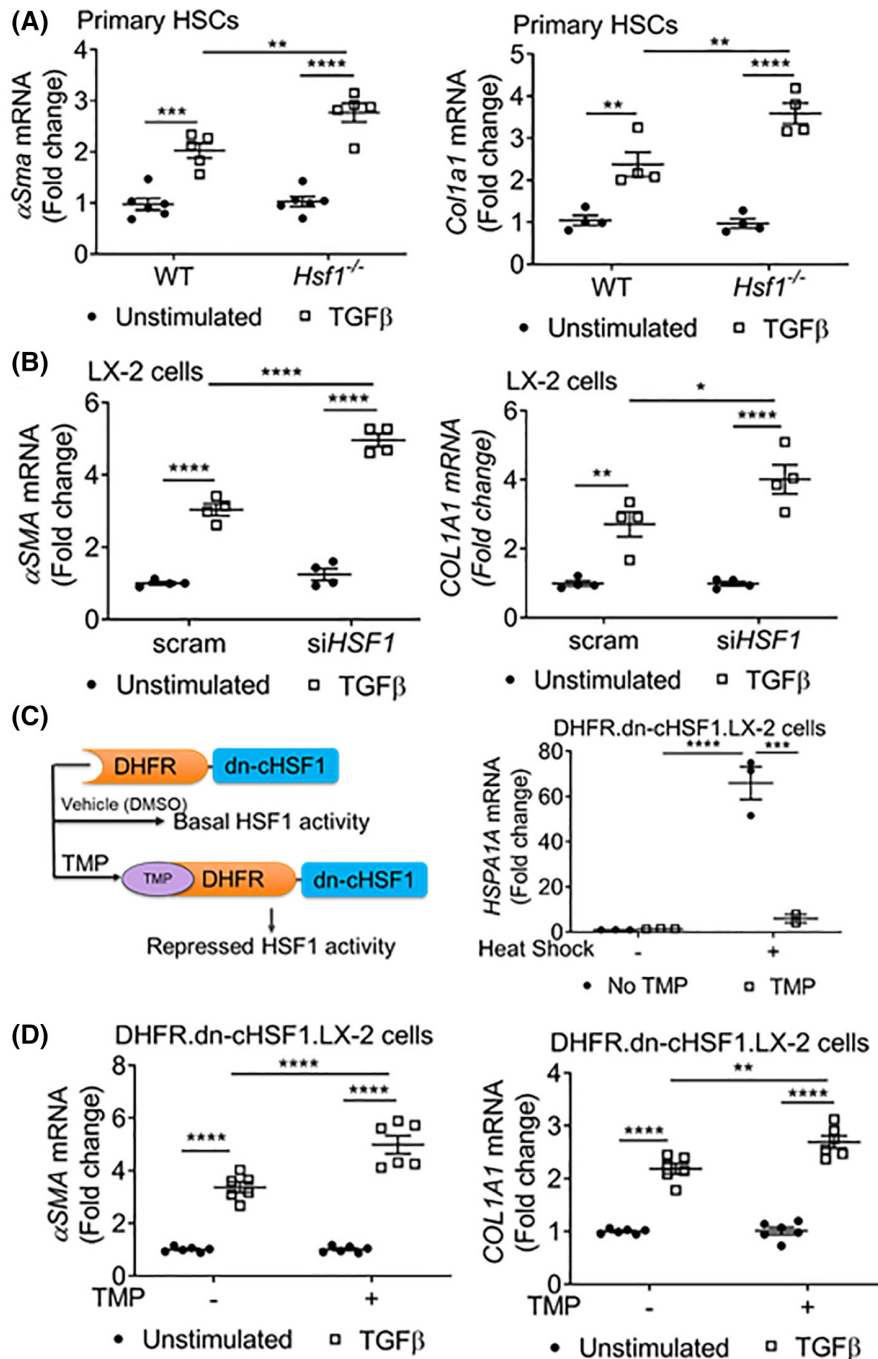 (A)
Primary HSCs
αSma mRNA
(Fold change)
4
3
2
1
0
***
**
****
WT
Hsf1-/-
Unstimulated
TGFβ
Primary HSCs
Col1a1 mRNA
(Fold change)
5
4
3
2
1
0
**
**
****
WT
Hsf1-/-
Unstimulated
TGFβ
(B)
LX-2 cells
αSMA mRNA
(Fold change)
6
4
2
0
****
****
****
scram
siHSF1
Unstimulated
TGFβ
LX-2 cells
COL1A1 mRNA
(Fold change)
6
4
2
0
**
*
****
scram
siHSF1
Unstimulated
TGFβ
(C)
DHFR
dn-cHSF1
Vehicle (DMSO)
Basal HSF1 activity
TMP
TMP
DHFR
dn-cHSF1
Repressed HSF1 activity
DHFR.dn-cHSF1.LX-2 cells
HSPA1A mRNA
(Fold change)
80
60
40
20
0
****
***
Heat Shock
-
+
No TMP
TMP
(D)
DHFR.dn-cHSF1.LX-2 cells
αSMA mRNA
(Fold change)
8
6
4
2
0
****
****
****
TMP
-
+
Unstimulated
TGFβ
DHFR.dn-cHSF1.LX-2 cells
COL1A1 mRNA
(Fold change)
4
3
2
1
0
****
**
****
TMP
-
+
Unstimulated
TGFβ